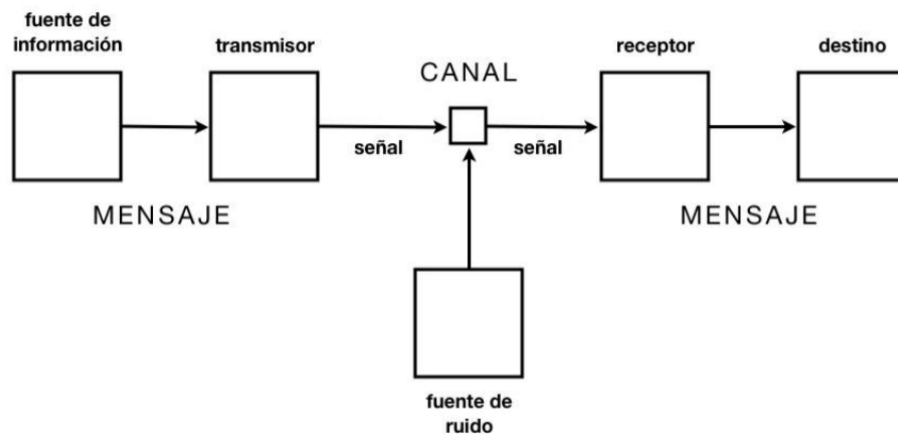 fuente de
información
transmisor
CANAL
receptor
destino
señal
señal
MENSAJE
MENSAJE
fuente de
ruido